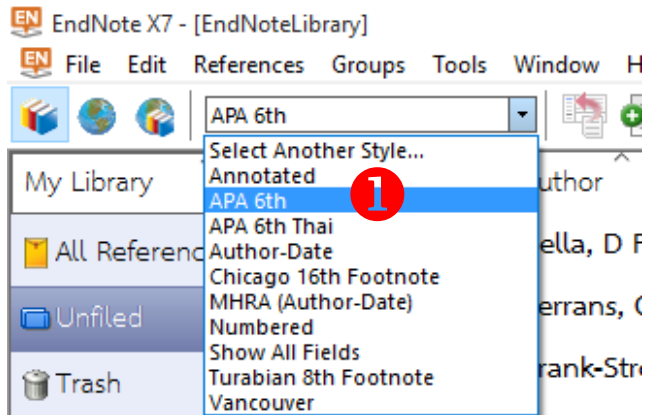 EndNote X7 - [EndNoteLibrary]
File Edit References Groups Tools Window H
APA 6th
Select Another Style...
Annotated
APA 6th
1
APA 6th Thai
Author-Date
Chicago 16th Footnote
MHRA (Author-Date)
Numbered
Show All Fields
Turabian 8th Footnote
Vancouver
My Library
All Referenc
Unfiled
Trash
uthor
ella, D F
errans,
rank-Str